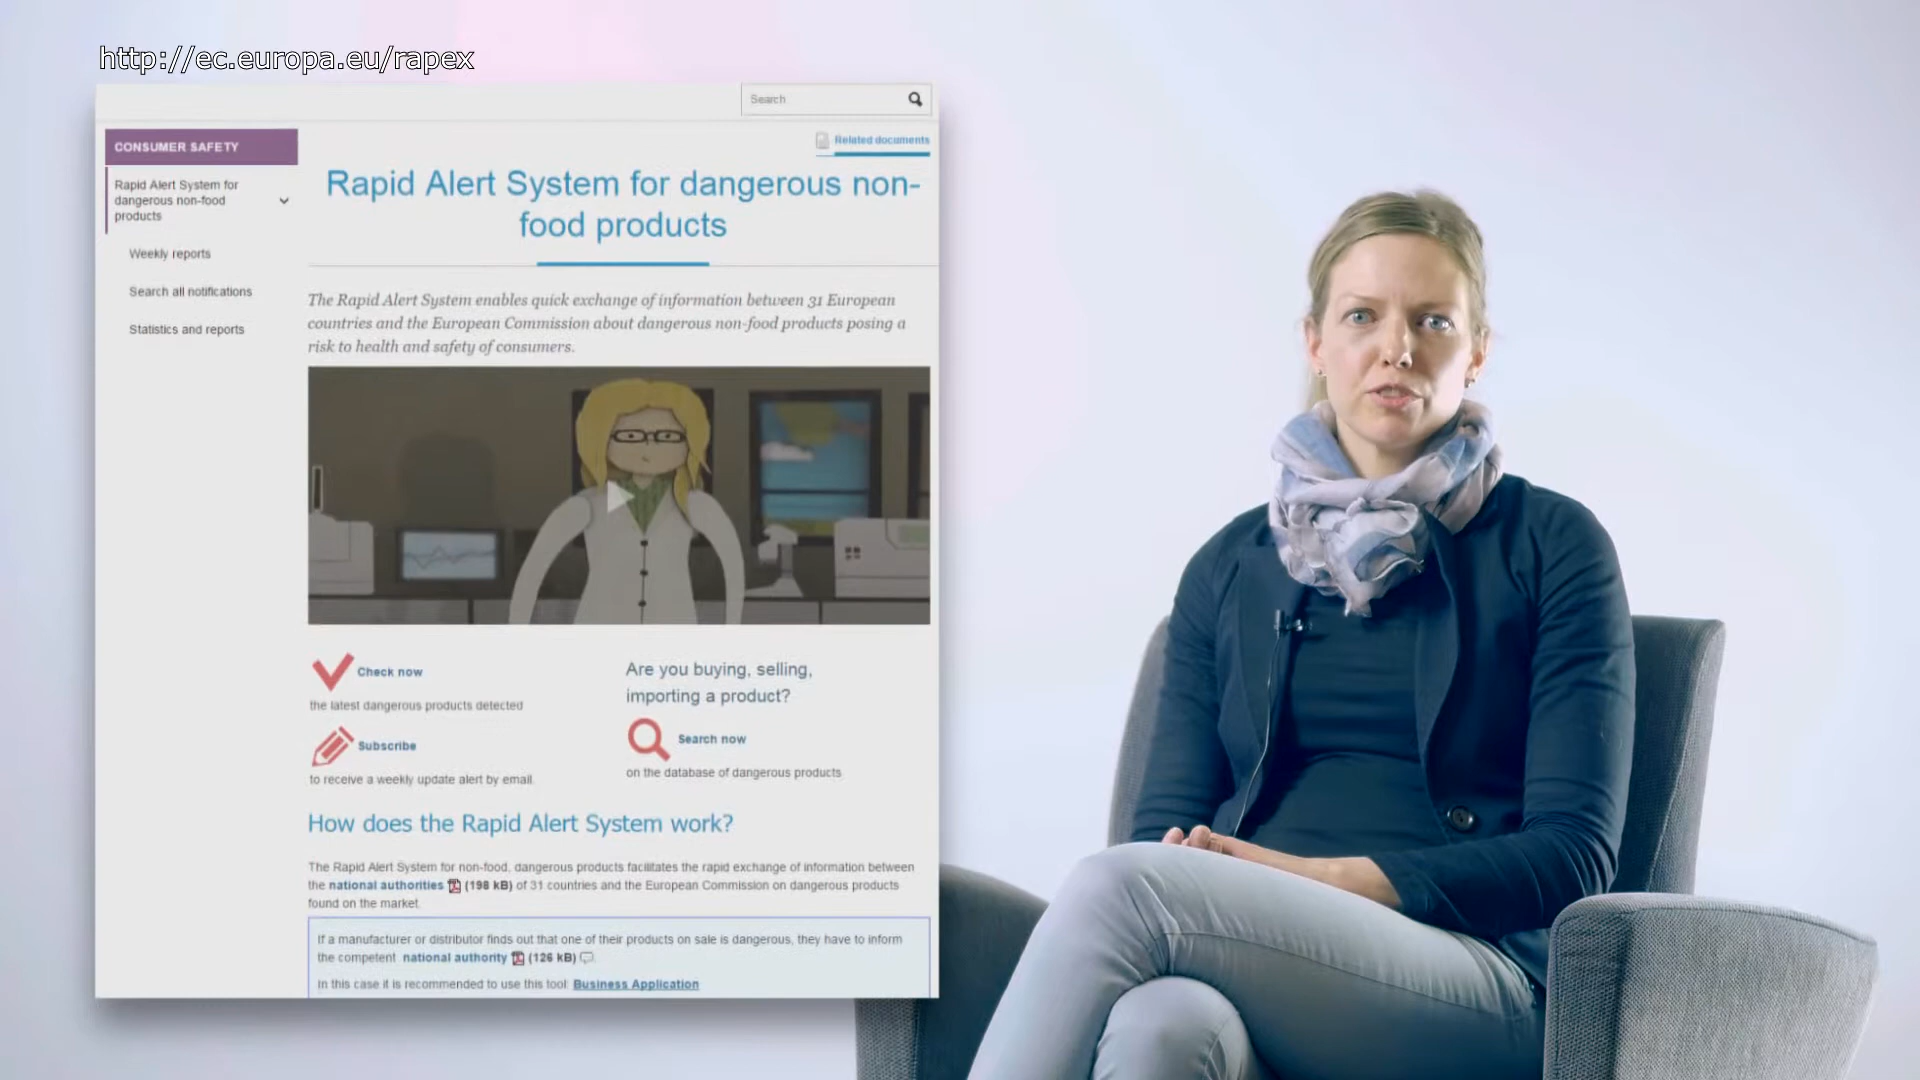 http://ec.europa.eu/rapex
Search
CONSUMER SAFETY
Rapid Alert System for
dangerous non-food
products
Weekly reports
Search all notifications
Statistics and reports
Related documents
Rapid Alert System for dangerous non-
food products
The Rapid Alert System enables quick exchange of information between 31 European
countries and the European Commission about dangerous non-food products posing a
risk to health and safety of consumers.
Check now
the latest dangerous products detected
Subscribe
to receive a weekly update alert by email.
Are you buying, selling,
importing a product?
Search now
on the database of dangerous products
How does the Rapid Alert System work?
The Rapid Alert System for non-food, dangerous products facilitates the rapid exchange of information between
the national authorities (198 kB) of 31 countries and the European Commission on dangerous products
found on the market.
If a manufacturer or distributor finds out that one of their products on sale is dangerous, they have to inform
the competent national authority (126 kB)
In this case it is recommended to use this tool: Business Application